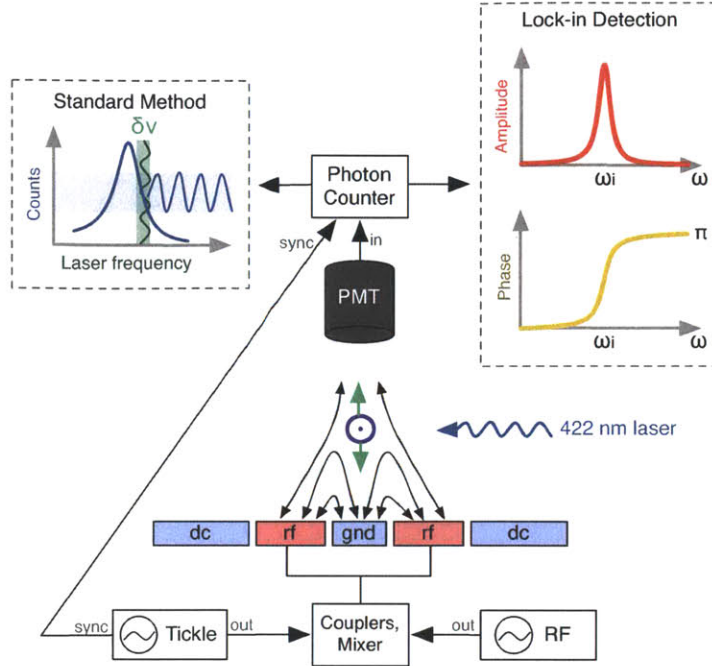 Standard Method
δν
Counts
Laser frequency
Photon
Counter
sync
in
PMT
Lock-in Detection
Amplitude
ωi
ω
Phase
π
ωi
ω
422 nm laser
dc
rf
gnd
rf
dc
sync
Tickle
out
Couplers,
Mixer
out
RF